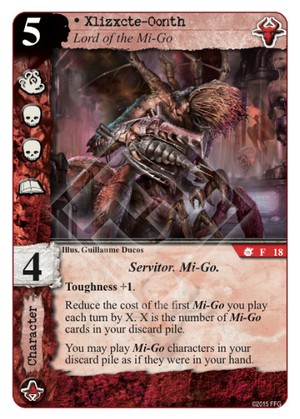 5
• Xlizxcte-Oonth
Lord of the Mi-Go
Illus. Guillaume Ducos
F 18
4
Servitor. Mi-Go.
Toughness +1.
Reduce the cost of the first Mi-Go you play
each turn by X. X is the number of Mi-Go
cards in your discard pile.
You may play Mi-Go characters in your
discard pile as if they were in your hand.
Character
©2015 FFG